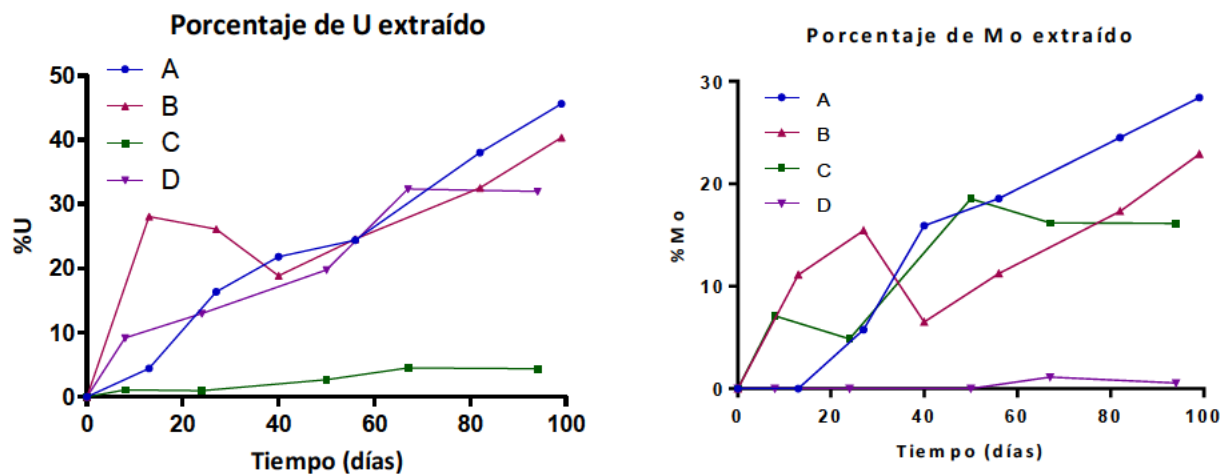 Porcentaje de U extraído
50
40
30
20
10
0
%U
A
B
C
D
0 20 40 60 80 100
Tiempo (días)
Porcentaje de Mo extraído
30
20
10
0
%Mo
A
B
C
D
0 20 40 60 80 100
Tiempo (días)